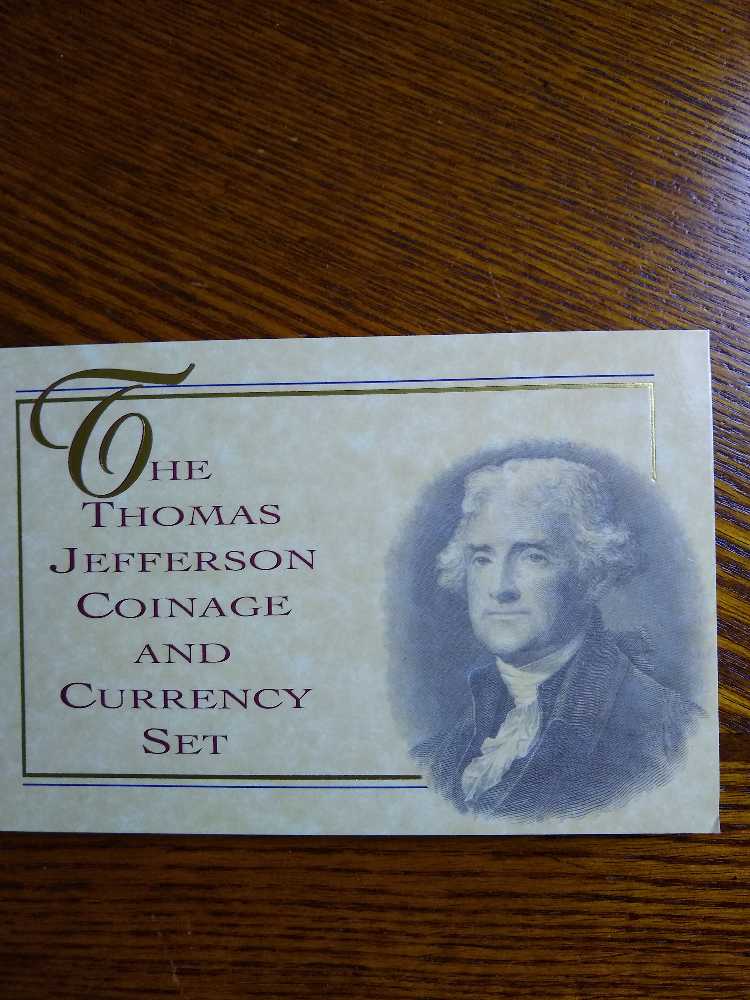 The
Thomas
Jefferson
Coinage
and
Currency
Set